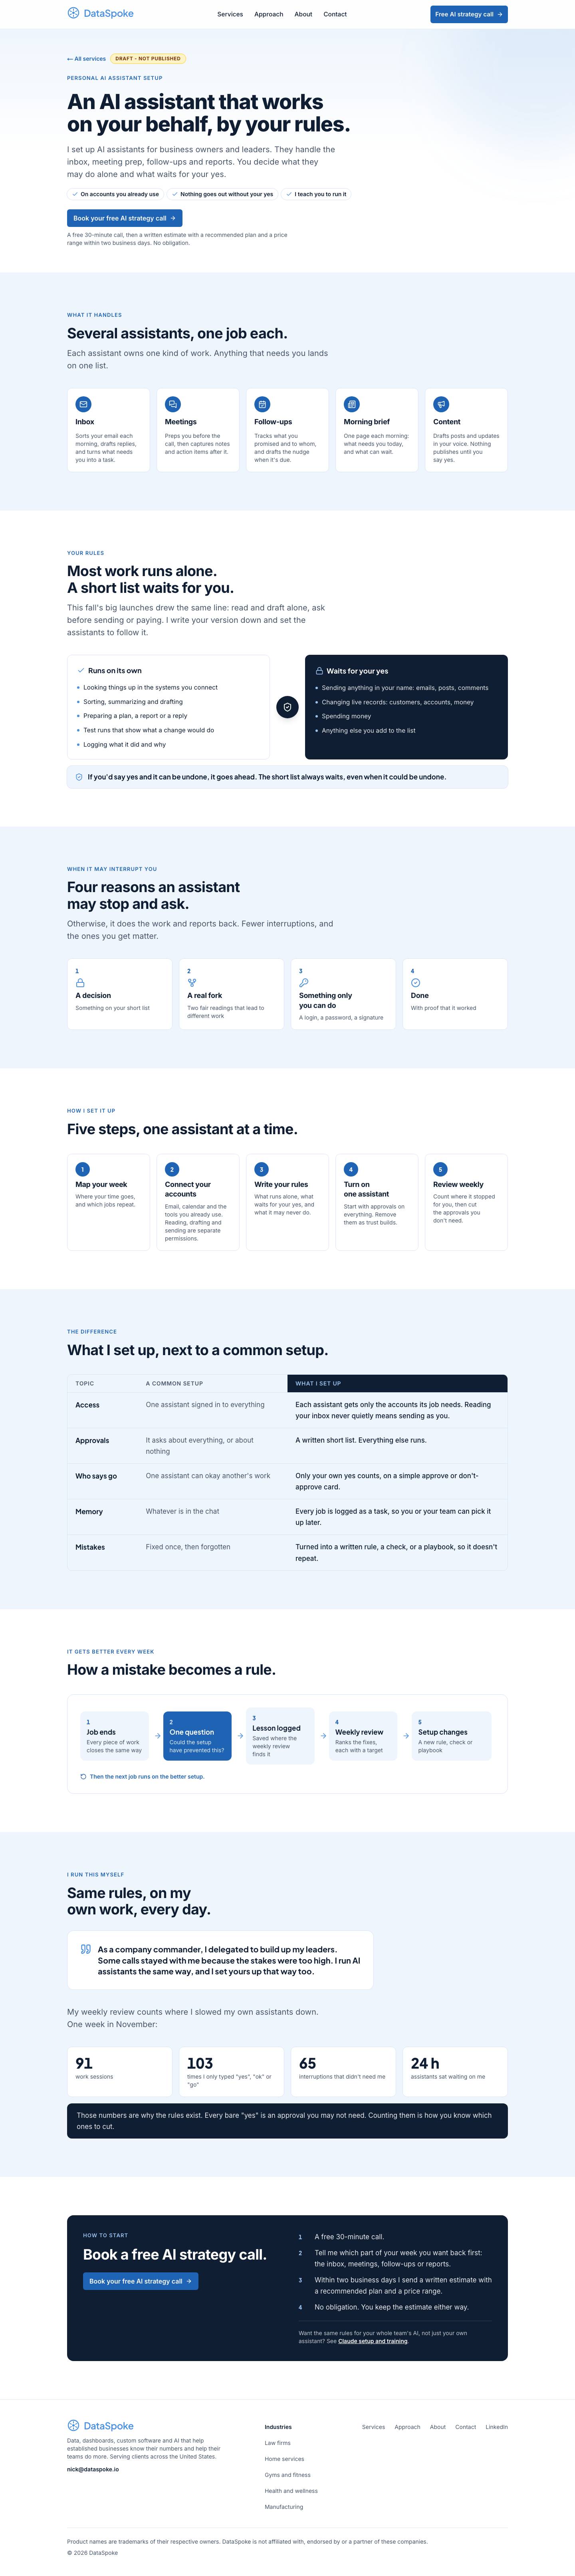 DataSpoke
Services
Approach
About
Contact
Free AI strategy call →
← All services
DRAFT - NOT PUBLISHED
PERSONAL AI ASSISTANT SETUP
An AI assistant that works
on your behalf, by your rules.
I set up AI assistants for business owners and leaders. They handle the
inbox, meeting prep, follow-ups and reports. You decide what they
may do alone and what waits for your yes.
On accounts you already use
Nothing goes out without your yes
I teach you to run it
Book your free AI strategy call →
A free 30-minute call, then a written estimate with a recommended plan and a price
range within two business days. No obligation.
WHAT IT HANDLES
Several assistants, one job each.
Each assistant owns one kind of work. Anything that needs you lands
on one list.
Inbox
Sorts your email each
morning, drafts replies,
and turns what needs
you into a task.
Meetings
Preps you before the
call, then captures notes
and action items after it.
Follow-ups
Tracks what you
promised and to whom,
and drafts the nudge
when it's due.
Morning brief
One page each morning:
what needs you today,
and what can wait.
Content
Drafts posts and updates
in your voice. Nothing
publishes until you
say yes.
YOUR RULES
Most work runs alone.
A short list waits for you.
This fall's big launches drew the same line: read and draft alone, ask
before sending or paying. I write your version down and set the
assistants to follow it.
Runs on its own
Looking things up in the systems you connect
Sorting, summarizing and drafting
Preparing a plan, a report or a reply
Test runs that show what a change would do
Logging what it did and why
Waits for your yes
Sending anything in your name: emails, posts, comments
Changing live records: customers, accounts, money
Spending money
Anything else you add to the list
If you'd say yes and it can be undone, it goes ahead. The short list always waits, even when it could be undone.
WHEN IT MAY INTERRUPT YOU
Four reasons an assistant
may stop and ask.
Otherwise, it does the work and reports back. Fewer interruptions, and
the ones you get matter.
1
A decision
Something on your short list
2
A real fork
Two fair readings that lead to
different work
3
Something only
you can do
A login, a password, a signature
4
Done
With proof that it worked
HOW I SET IT UP
Five steps, one assistant at a time.
1
Map your week
Where your time goes,
and which jobs repeat.
2
Connect your
accounts
Email, calendar and the
tools you already use.
Reading, drafting and
sending are separate
permissions.
3
Write your rules
What runs alone, what
waits for your yes, and
what it may never do.
4
Turn on
one assistant
Start with approvals on
everything. Remove
them as trust builds.
5
Review weekly
Count where it stopped
for you, then cut
the approvals you
don't need.
THE DIFFERENCE
What I set up, next to a common setup.
TOPIC
A COMMON SETUP
WHAT I SET UP
Access
One assistant signed in to everything
Each assistant gets only the accounts its job needs. Reading
your inbox never quietly means sending as you.
Approvals
It asks about everything, or about
nothing
A written short list. Everything else runs.
Who says go
One assistant can okay another's work
Only your own yes counts, on a simple approve or don't-
approve card.
Memory
Whatever is in the chat
Every job is logged as a task, so you or your team can pick it
up later.
Mistakes
Fixed once, then forgotten
Turned into a written rule, a check, or a playbook, so it doesn't
repeat.
IT GETS BETTER EVERY WEEK
How a mistake becomes a rule.
1
Job ends
Every piece of work
closes the same way
2
One question
Could the setup
have prevented this?
3
Lesson logged
Saved where the
weekly review
finds it
4
Weekly review
Ranks the fixes,
each with a target
5
Setup changes
A new rule, check or
playbook
Then the next job runs on the better setup.
I RUN THIS MYSELF
Same rules, on my
own work, every day.
As a company commander, I delegated to build up my leaders.
Some calls stayed with me because the stakes were too high. I run AI
assistants the same way, and I set yours up that way too.
My weekly review counts where I slowed my own assistants down.
One week in November:
91
work sessions
103
times I only typed "yes", "ok" or
"go"
65
interruptions that didn't need me
24 h
assistants sat waiting on me
Those numbers are why the rules exist. Every bare "yes" is an approval you may not need. Counting them is how you know which
ones to cut.
HOW TO START
Book a free AI strategy call.
Book your free AI strategy call →
1 A free 30-minute call.
2 Tell me which part of your week you want back first:
the inbox, meetings, follow-ups or reports.
3 Within two business days I send a written estimate with
a recommended plan and a price range.
4 No obligation. You keep the estimate either way.
Want the same rules for your whole team's AI, not just your own
assistant? See Claude setup and training.
DataSpoke
Data, dashboards, custom software and AI that help
established businesses know their numbers and help their
teams do more. Serving clients across the United States.
nick@dataspoke.io
Industries
Law firms
Home services
Gyms and fitness
Health and wellness
Manufacturing
Services
Approach
About
Contact
LinkedIn
Product names are trademarks of their respective owners. DataSpoke is not affiliated with, endorsed by or a partner of these companies.
© 2026 DataSpoke